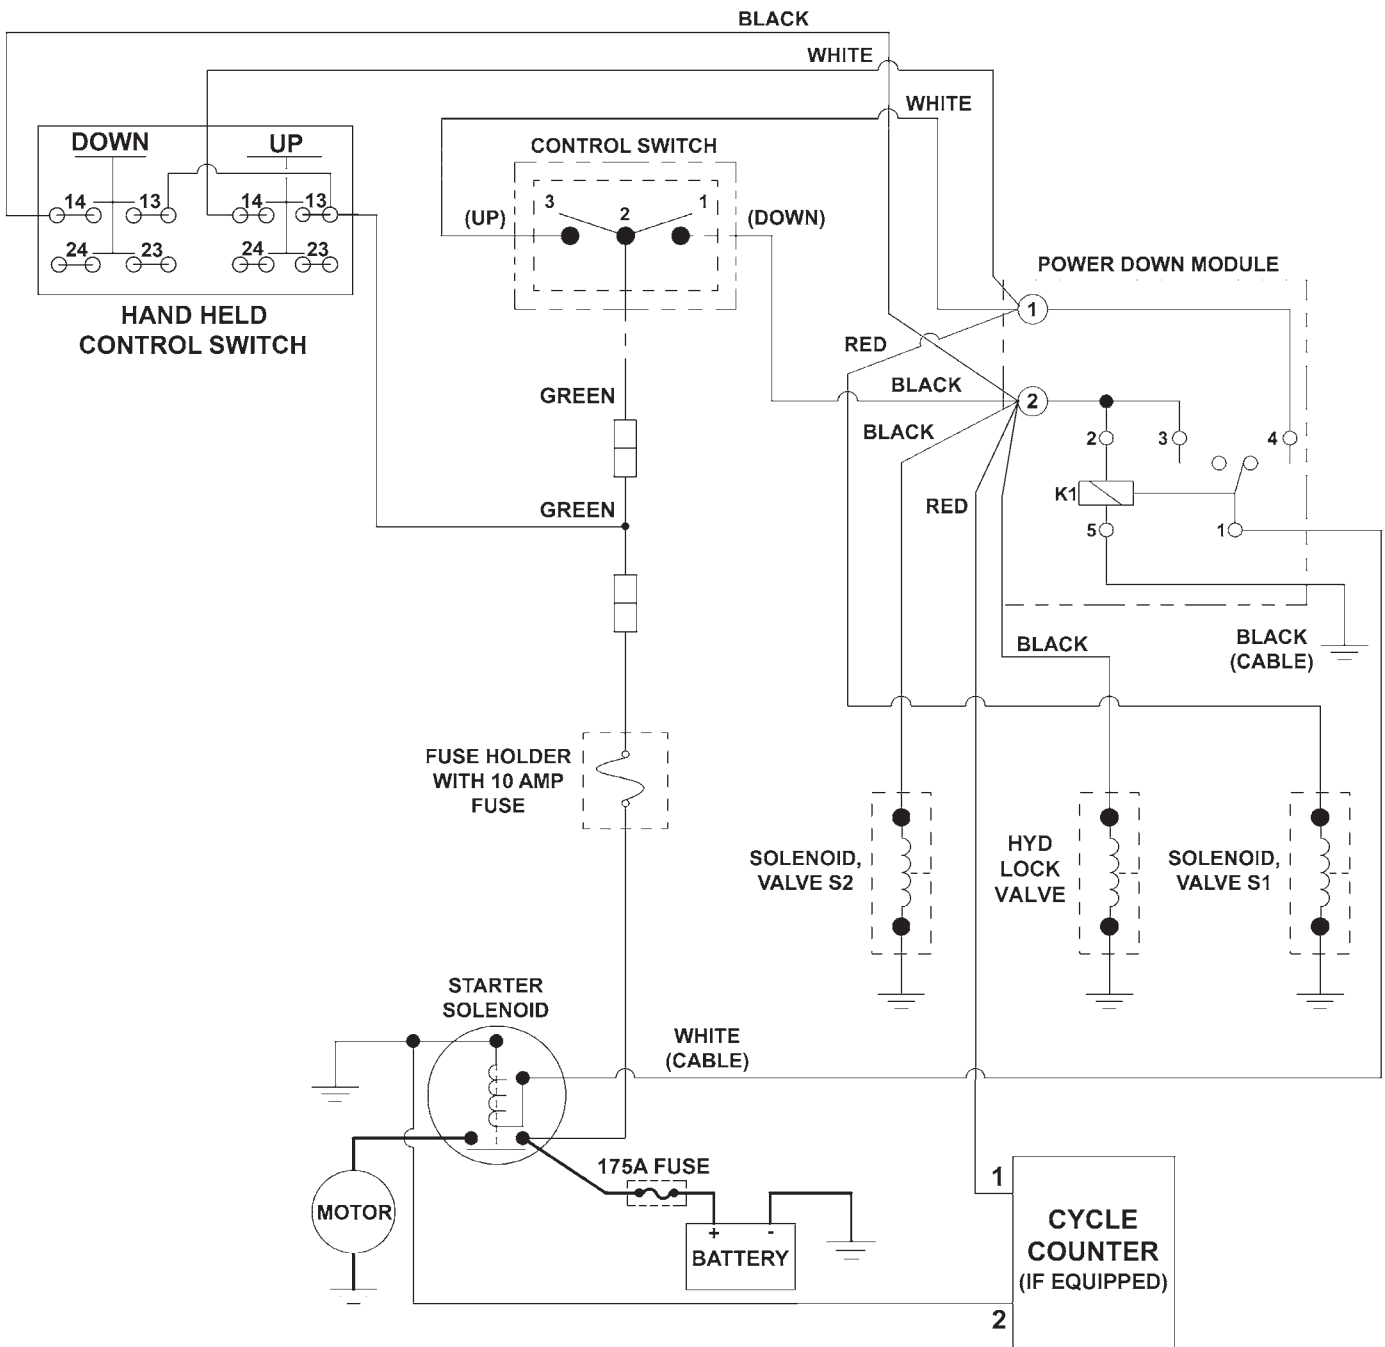 BLACK
WHITE
WHITE
DOWN
UP
14
13
14
13
24
23
24
23
HAND HELD
CONTROL SWITCH
CONTROL SWITCH
3
2
1
(UP)
(DOWN)
POWER DOWN MODULE
1
RED
BLACK
2
BLACK
2
3
4
RED
K1
5
1
GREEN
GREEN
BLACK
BLACK
(CABLE)
FUSE HOLDER
WITH 10 AMP
FUSE
SOLENOID,
VALVE S2
HYD
LOCK
VALVE
SOLENOID,
VALVE S1
STARTER
SOLENOID
WHITE
(CABLE)
175A FUSE
MOTOR
+
-
BATTERY
1
CYCLE
COUNTER
(IF EQUIPPED)
2